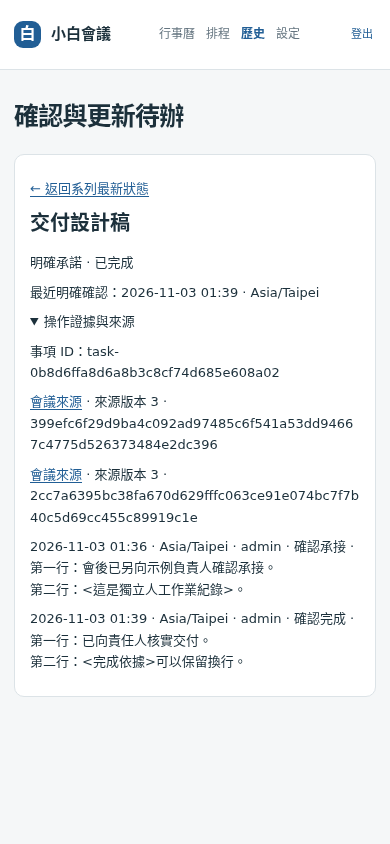 白 小白會議 行事曆 排程 歷史 設定 登出
確認與更新待辦
← 返回系列最新狀態
交付設計稿
明確承諾 · 已完成
最近明確確認：2026-11-03 01:39 · Asia/Taipei
▼ 操作證據與來源
事項 ID：task-
0b8d6ffa8d6a8b3c8cf74d685e608a02
會議來源 · 來源版本 3 ·
399efc6f29d9ba4c092ad97485c6f541a53dd9466
7c4775d526373484e2dc396
會議來源 · 來源版本 3 ·
2cc7a6395bc38fa670d629fffc063ce91e074bc7f7b
40c5d69cc455c89919c1e
2026-11-03 01:36 · Asia/Taipei · admin · 確認承接 ·
第一行：會後已另向示例負責人確認承接。
第二行：<這是獨立人工作業紀錄>。
2026-11-03 01:39 · Asia/Taipei · admin · 確認完成 ·
第一行：已向責任人核實交付。
第二行：<完成依據>可以保留換行。